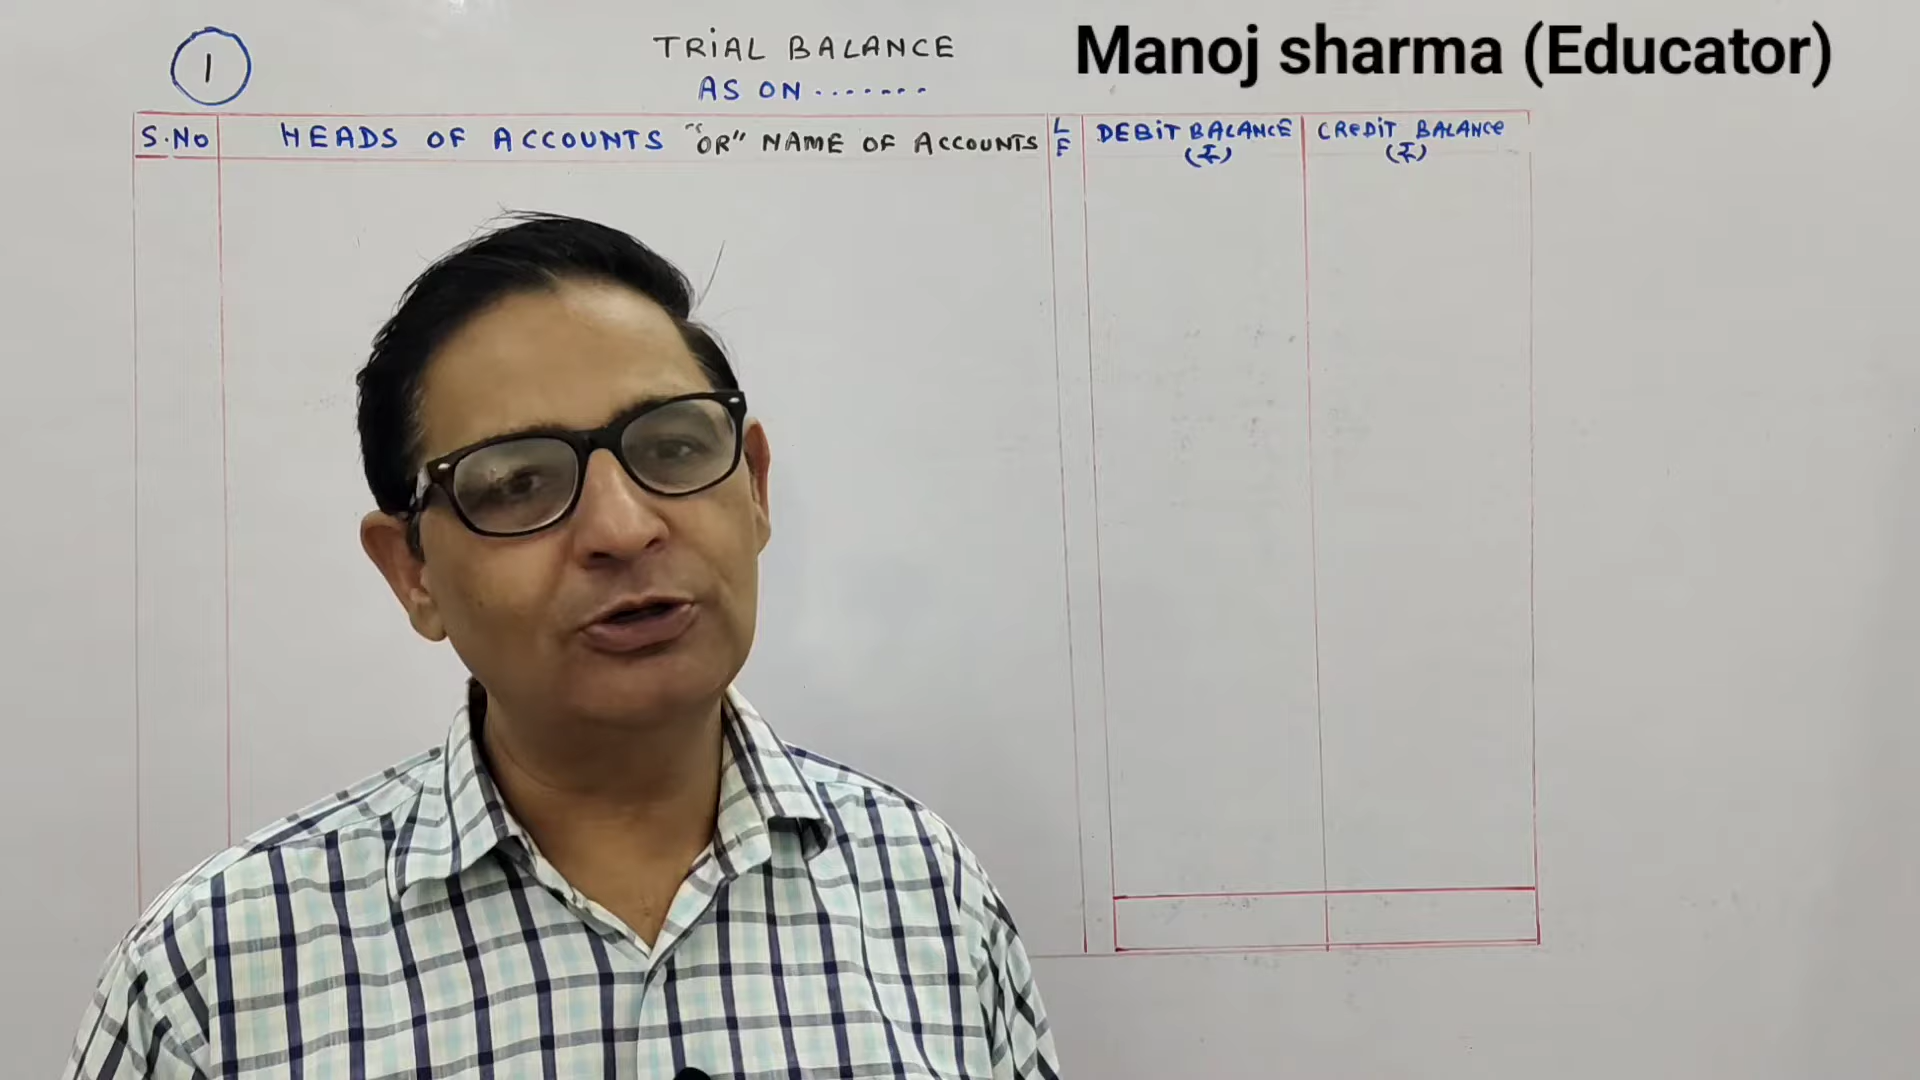 1
TRIAL BALANCE
AS ON .......
Manoj sharma (Educator)
S.NO
HEADS OF ACCOUNTS "OR" NAME OF ACCOUNTS
L
F
DEBIT BALANCE
(₹)
CREDIT BALANCE
(₹)